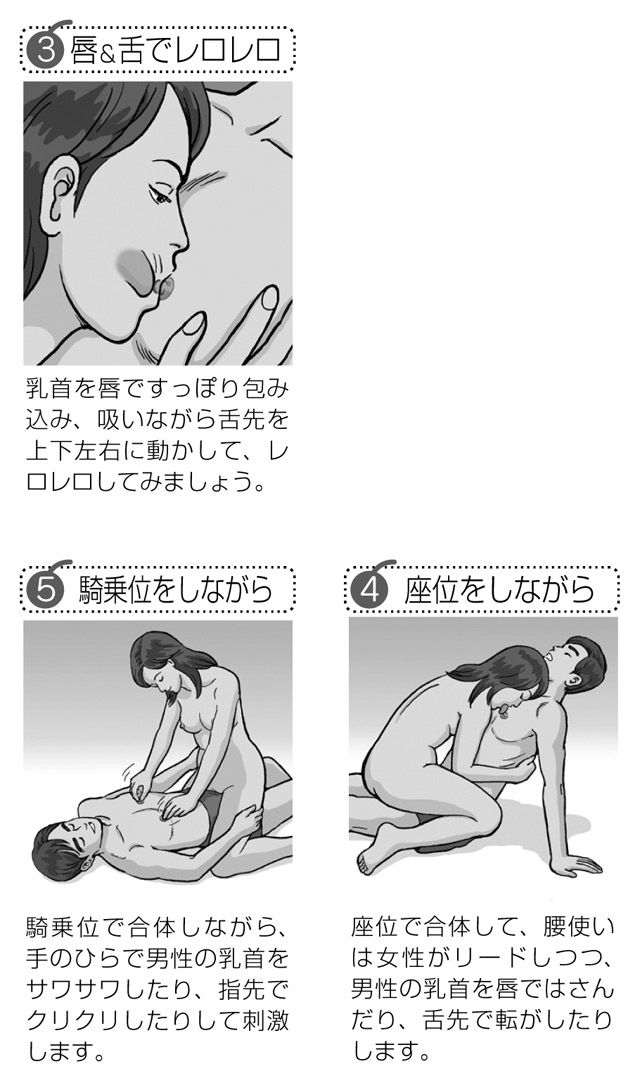 3 唇&舌でレロレロ
乳首を唇ですっぽり包み
込み、吸いながら舌先を
上下左右に動かして、レ
ロレロしてみましょう。
4 座位をしながら
座位で合体して、腰使い
は女性がリードしつつ、
男性の乳首を唇ではさん
だり、舌先で転がしたり
します。
5 騎乗位をしながら
騎乗位で合体しながら、
手のひらで男性の乳首を
サワサワしたり、指先で
クリクリしたりして刺激
します。